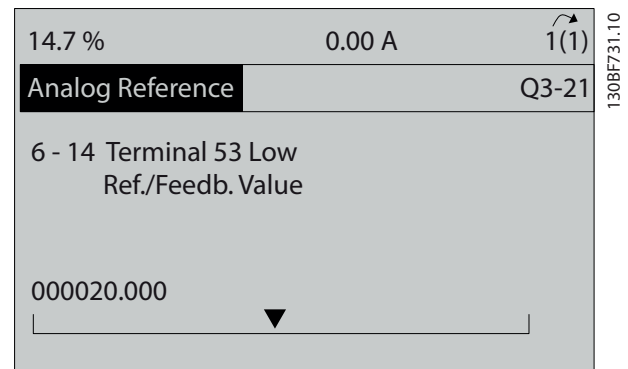 14.7 % 0.00 A 1(1)
Analog Reference Q3-21
6 - 14 Terminal 53 Low
Ref./Feedb. Value
000020.000
130BF731.10